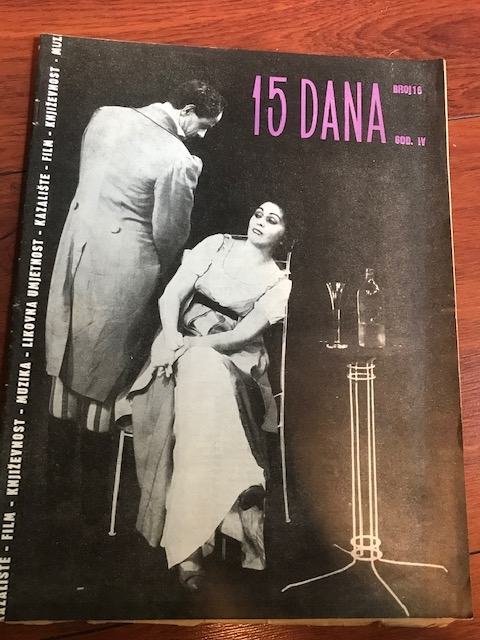 15 DANA
BROJ 16
GOD. IV
KAZALIŠTE - FILM - KNJIŽEVNOST - MUZIKA - LIKOVNA UMJETNOST - KAZALIŠTE - FILM - KNJIŽEVNOST - MUZ